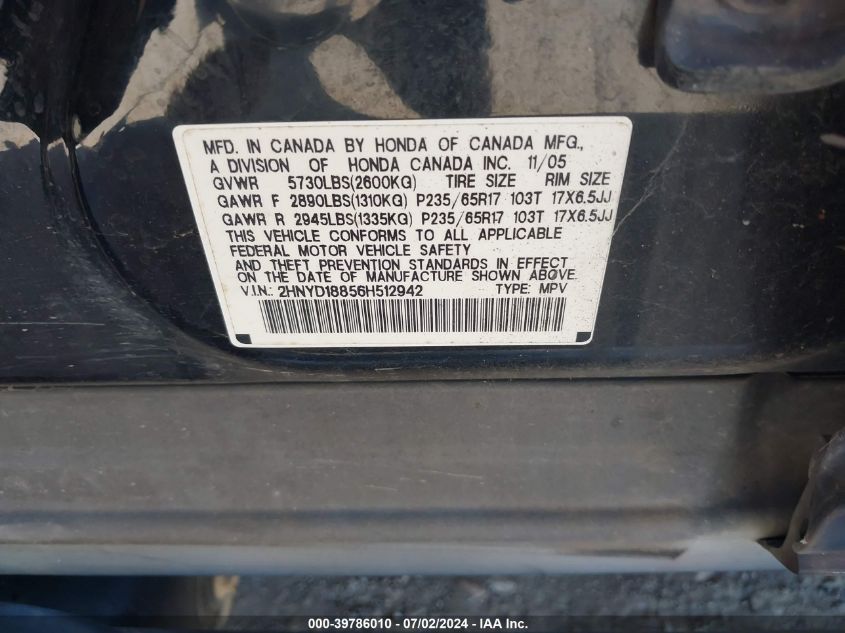 MFD. IN CANADA BY HONDA OF CANADA MFG.,
A DIVISION OF HONDA CANADA INC. 11/05
GVWR 5730LBS(2600KG) TIRE SIZE RIM SIZE
GAWR F 2890LBS(1310KG) P235/65R17 103T 17X6.5JJ
GAWR R 2945LBS(1335KG) P235/65R17 103T 17X6.5JJ
THIS VEHICLE CONFORMS TO ALL APPLICABLE
FEDERAL MOTOR VEHICLE SAFETY
AND THEFT PREVENTION STANDARDS IN EFFECT
ON THE DATE OF MANUFACTURE SHOWN ABOVE.
V.I.N.: 2HNYD18856H512942 TYPE: MPV
000-39786010 - 07/02/2024 - IAA Inc.